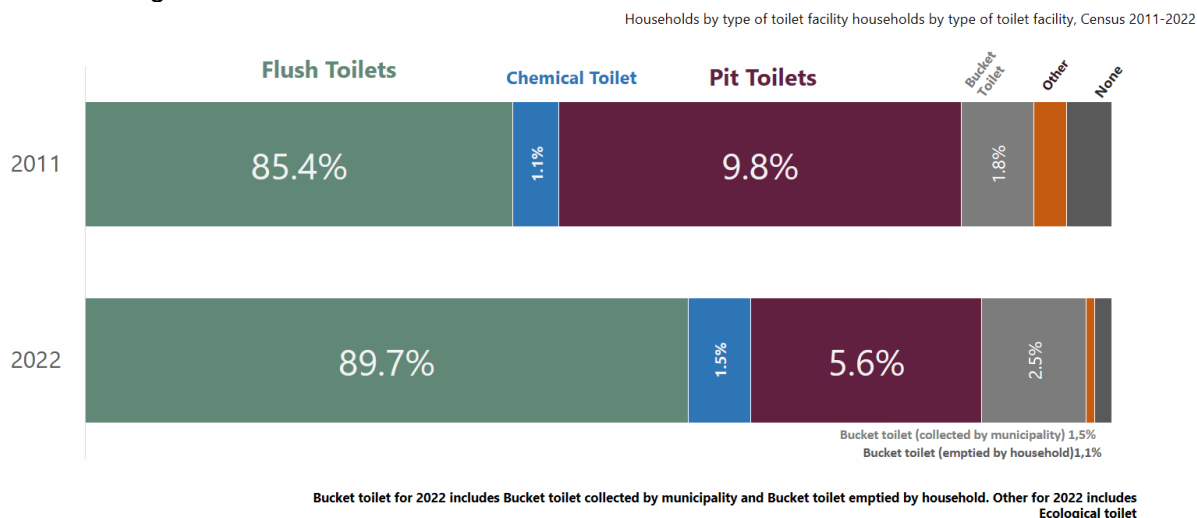 Households by type of toilet facility households by type of toilet facility, Census 2011-2022
Flush Toilets
Chemical Toilet
Pit Toilets
Bucket
Toilet
Other
None
2011
85.4%
1.1%
9.8%
1.8%
2022
89.7%
1.5%
5.6%
2.5%
Bucket toilet (collected by municipality) 1,5%
Bucket toilet (emptied by household)1,1%
Bucket toilet for 2022 includes Bucket toilet collected by municipality and Bucket toilet emptied by household. Other for 2022 includes
Ecological toilet